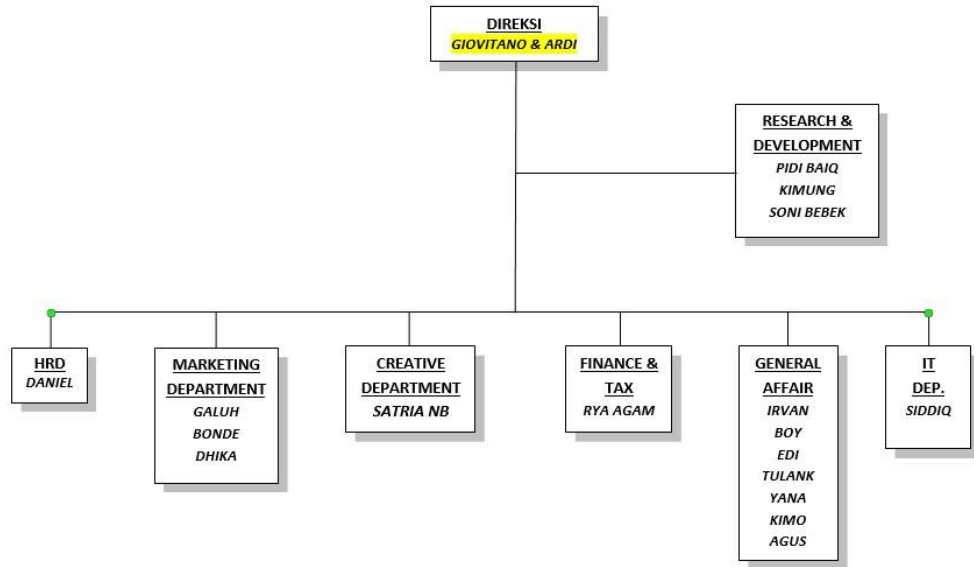 DIREKSI
GIOVITANO & ARDI
RESEARCH &
DEVELOPMENT
PIDI BAIQ
KIMUNG
SONI BEBEK
HRD
DANIEL
MARKETING
DEPARTMENT
GALUH
BONDE
DHIKA
CREATIVE
DEPARTMENT
SATRIA NB
FINANCE &
TAX
RYA AGAM
GENERAL
AFFAIR
IRVAN
BOY
EDI
TULANK
YANA
KIMO
AGUS
IT
DEP.
SIDDIQ